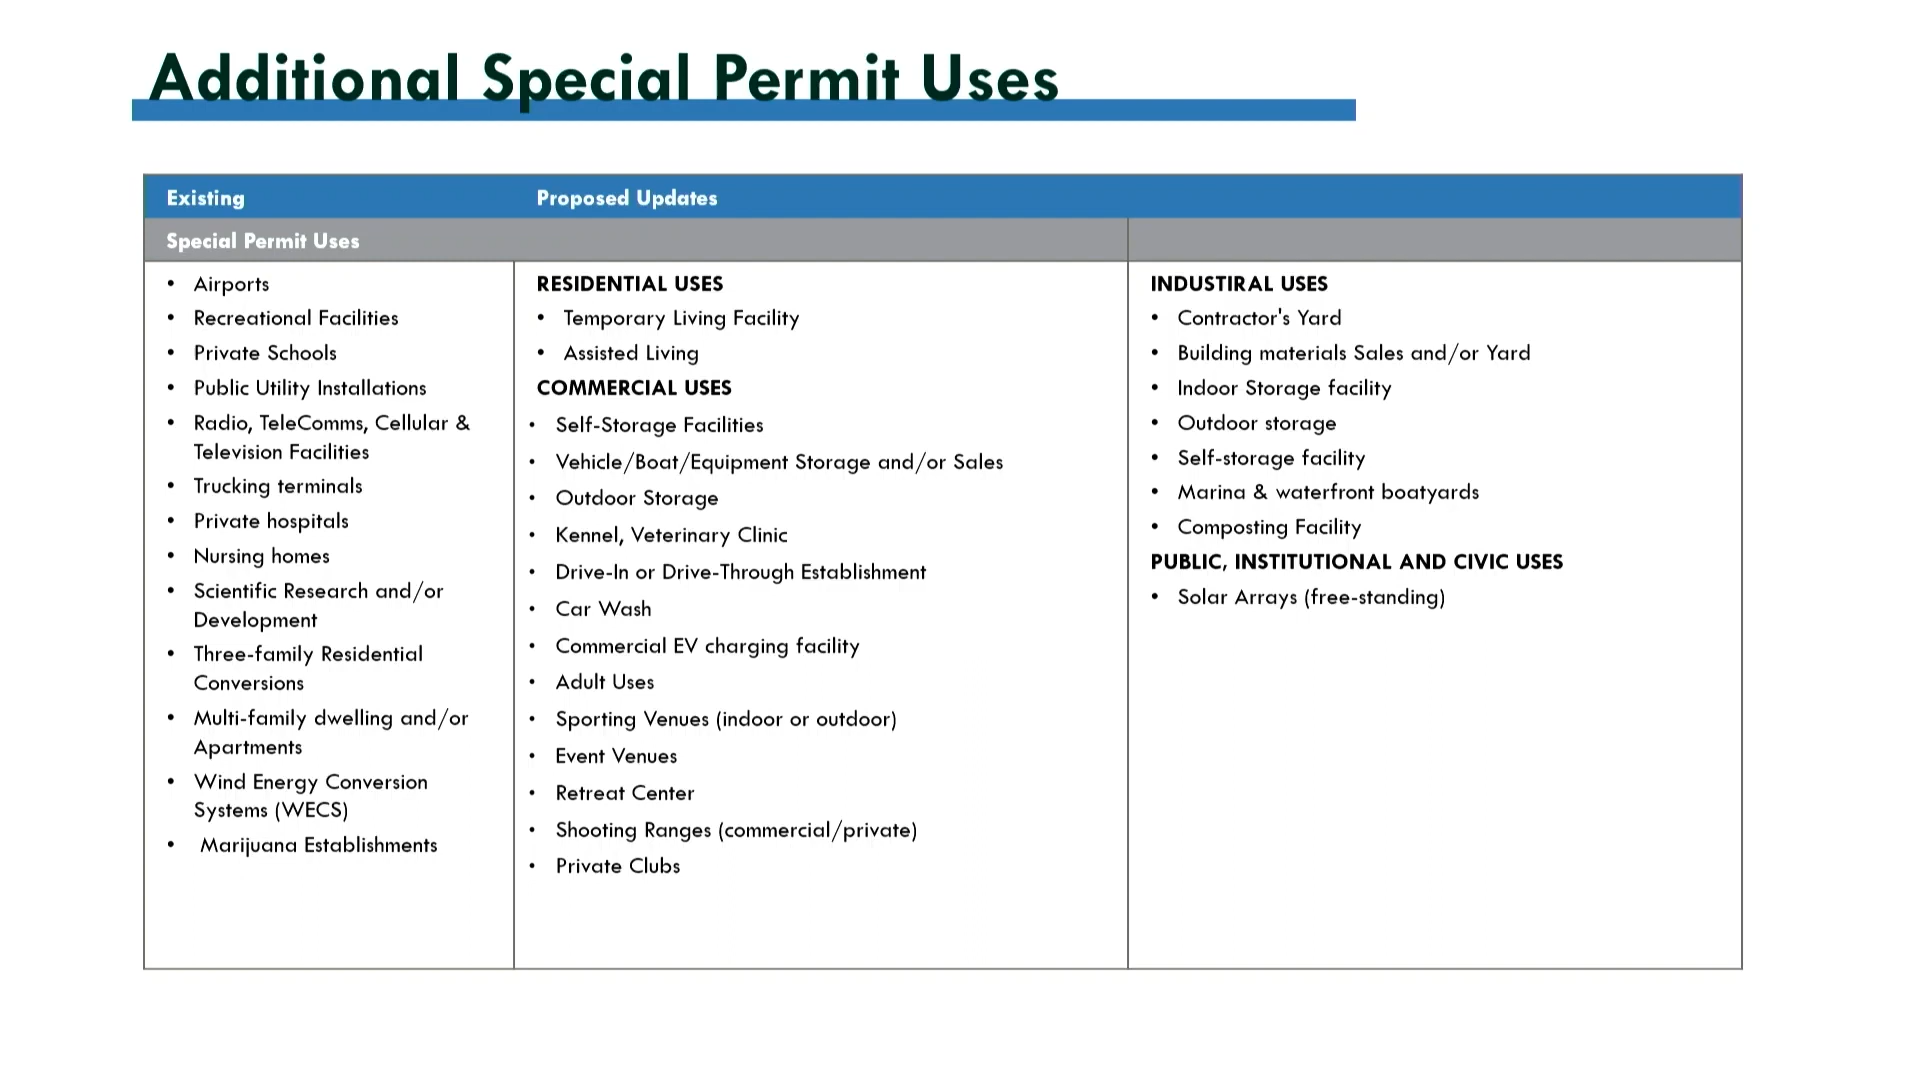 Additional Special Permit Uses
Existing
Proposed Updates
Special Permit Uses
• Airports
• Recreational Facilities
• Private Schools
• Public Utility Installations
• Radio, TeleComms, Cellular &
Television Facilities
• Trucking terminals
• Private hospitals
• Nursing homes
• Scientific Research and/or
Development
• Three-family Residential
Conversions
• Multi-family dwelling and/or
Apartments
• Wind Energy Conversion
Systems (WECS)
• Marijuana Establishments
RESIDENTIAL USES
• Temporary Living Facility
• Assisted Living
COMMERCIAL USES
• Self-Storage Facilities
• Vehicle/Boat/Equipment Storage and/or Sales
• Outdoor Storage
• Kennel, Veterinary Clinic
• Drive-In or Drive-Through Establishment
• Car Wash
• Commercial EV charging facility
• Adult Uses
• Sporting Venues (indoor or outdoor)
• Event Venues
• Retreat Center
• Shooting Ranges (commercial/private)
• Private Clubs
INDUSTIRAL USES
• Contractor's Yard
• Building materials Sales and/or Yard
• Indoor Storage facility
• Outdoor storage
• Self-storage facility
• Marina & waterfront boatyards
• Composting Facility
PUBLIC, INSTITUTIONAL AND CIVIC USES
• Solar Arrays (free-standing)